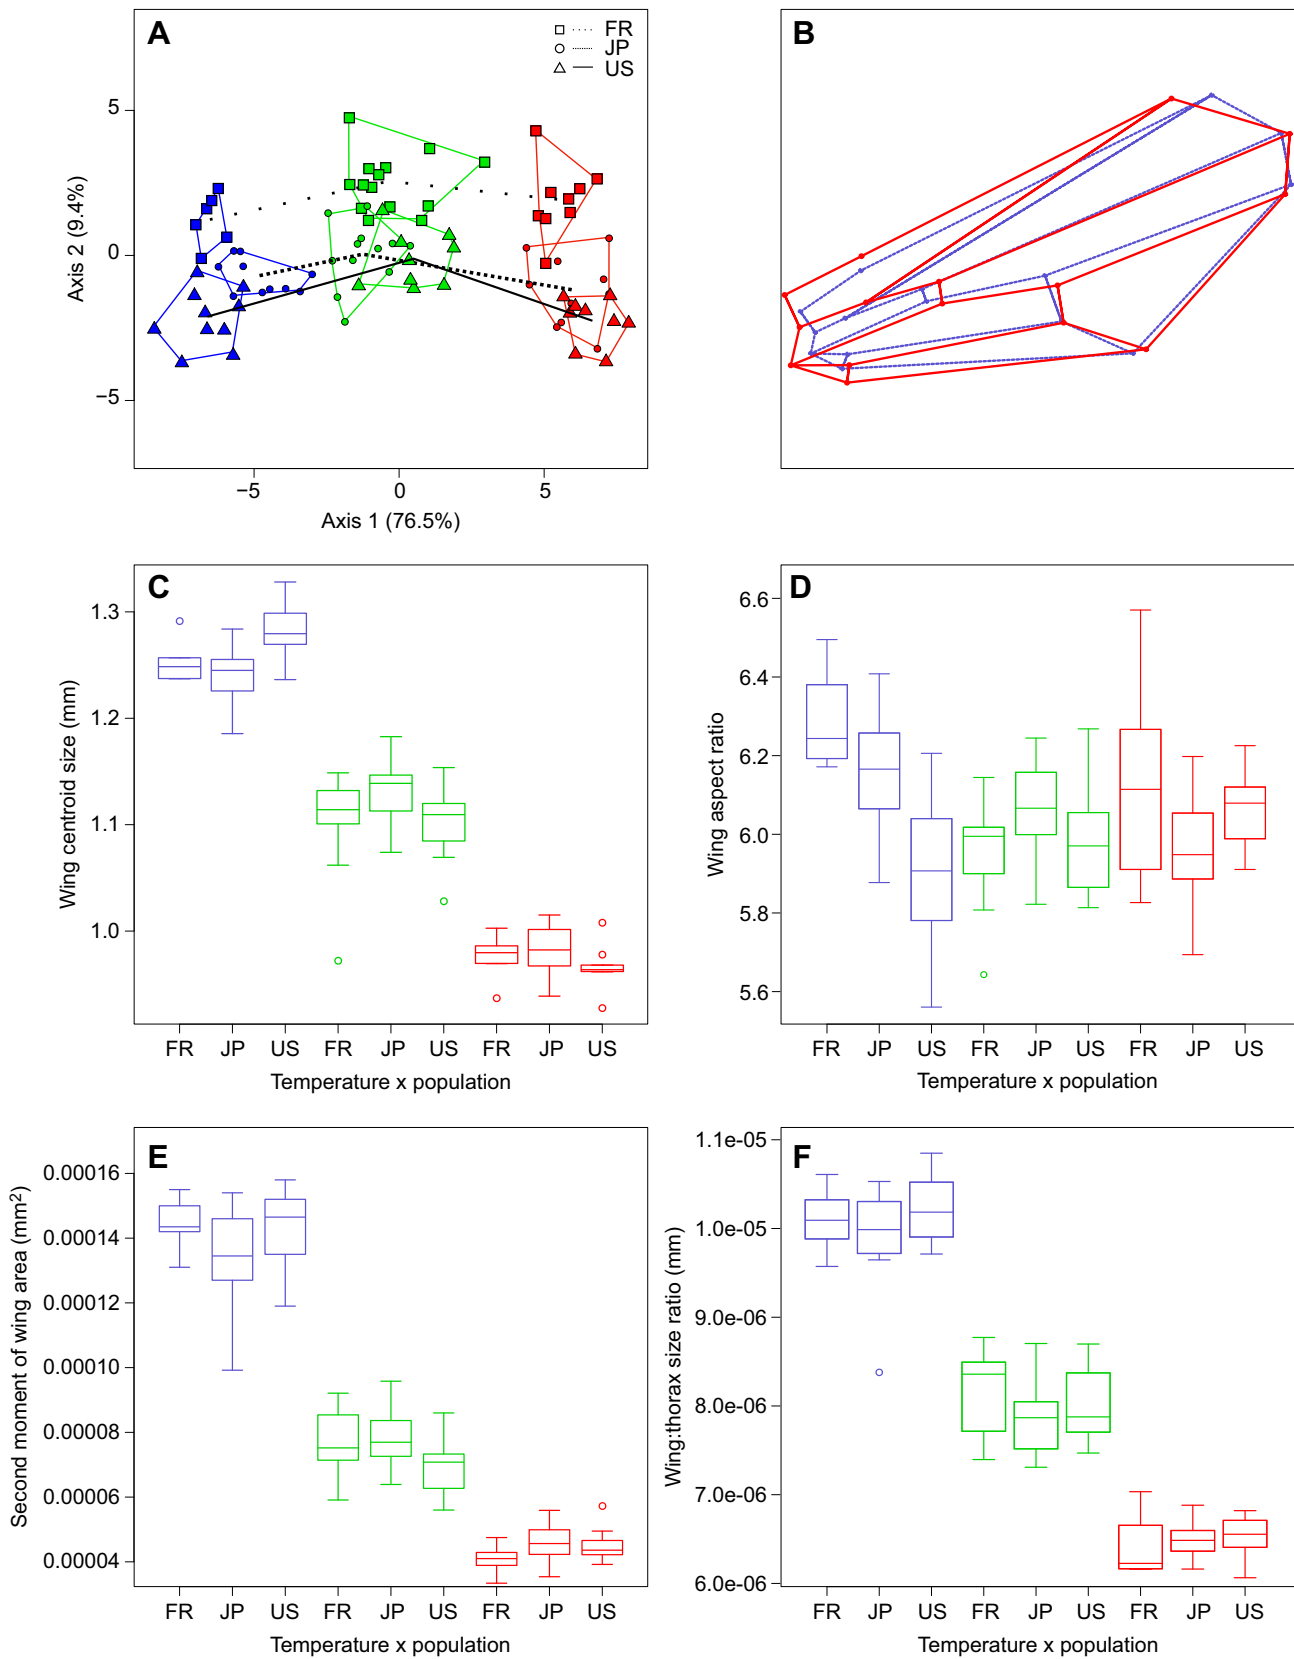 A
FR
JP
US
5
0
−5
Axis 2 (9.4%)
−5 0 5
Axis 1 (76.5%)
B
C
1.3
1.2
1.1
1.0
Wing centroid size (mm)
FR JP US FR JP US FR JP US
Temperature x population
D
6.6
6.4
6.2
6.0
5.8
5.6
Wing aspect ratio
FR JP US FR JP US FR JP US
Temperature x population
E
0.00016
0.00014
0.00012
0.00010
0.00008
0.00006
0.00004
Second moment of wing area (mm²)
FR JP US FR JP US FR JP US
Temperature x population
F
1.1e-05
1.0e-05
9.0e-06
8.0e-06
7.0e-06
6.0e-06
Wing:thorax size ratio (mm)
FR JP US FR JP US FR JP US
Temperature x population